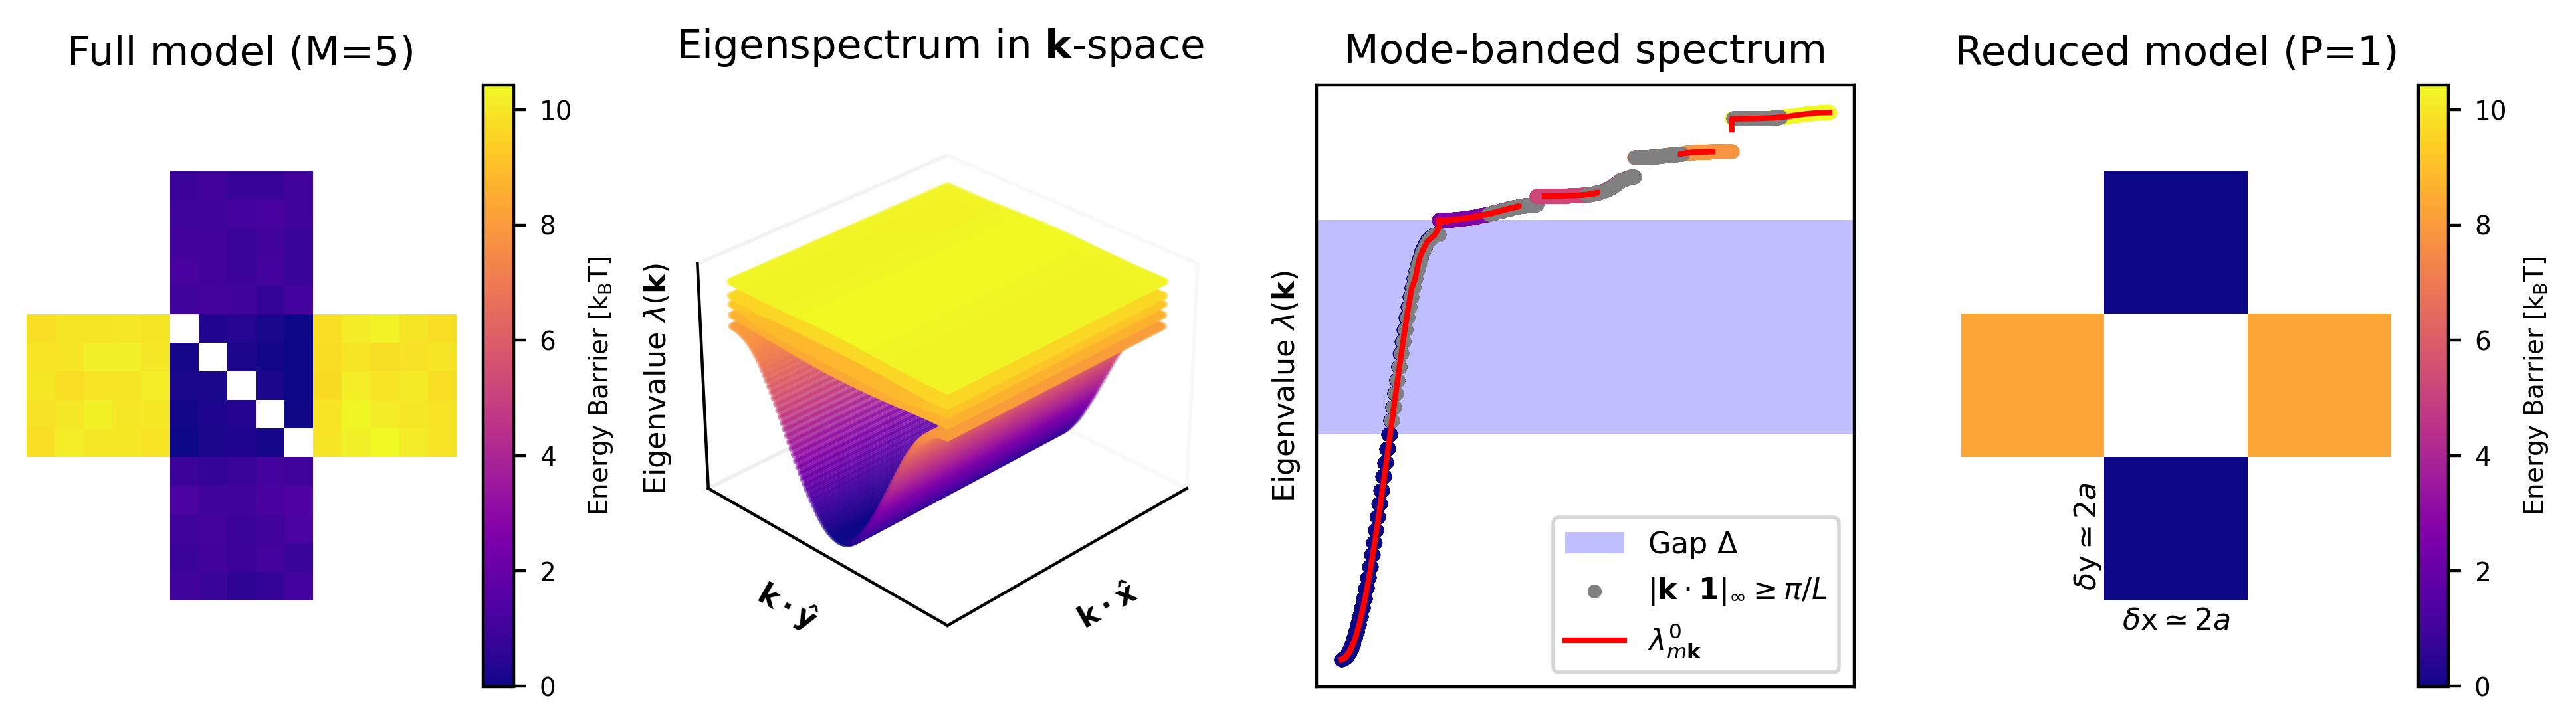 Full model (M=5)
10
8
6
4
2
0
Energy Barrier [k_BT]
Eigenspectrum in k-space
Eigenvalue λ(k)
k · ŷ
k · x̂
Mode-banded spectrum
Eigenvalue λ(k)
Gap Δ
|k · 1|_∞ ≥ π/L
λ⁰_mk
Reduced model (P=1)
δy ≃ 2a
δx ≃ 2a
10
8
6
4
2
0
Energy Barrier [k_BT]